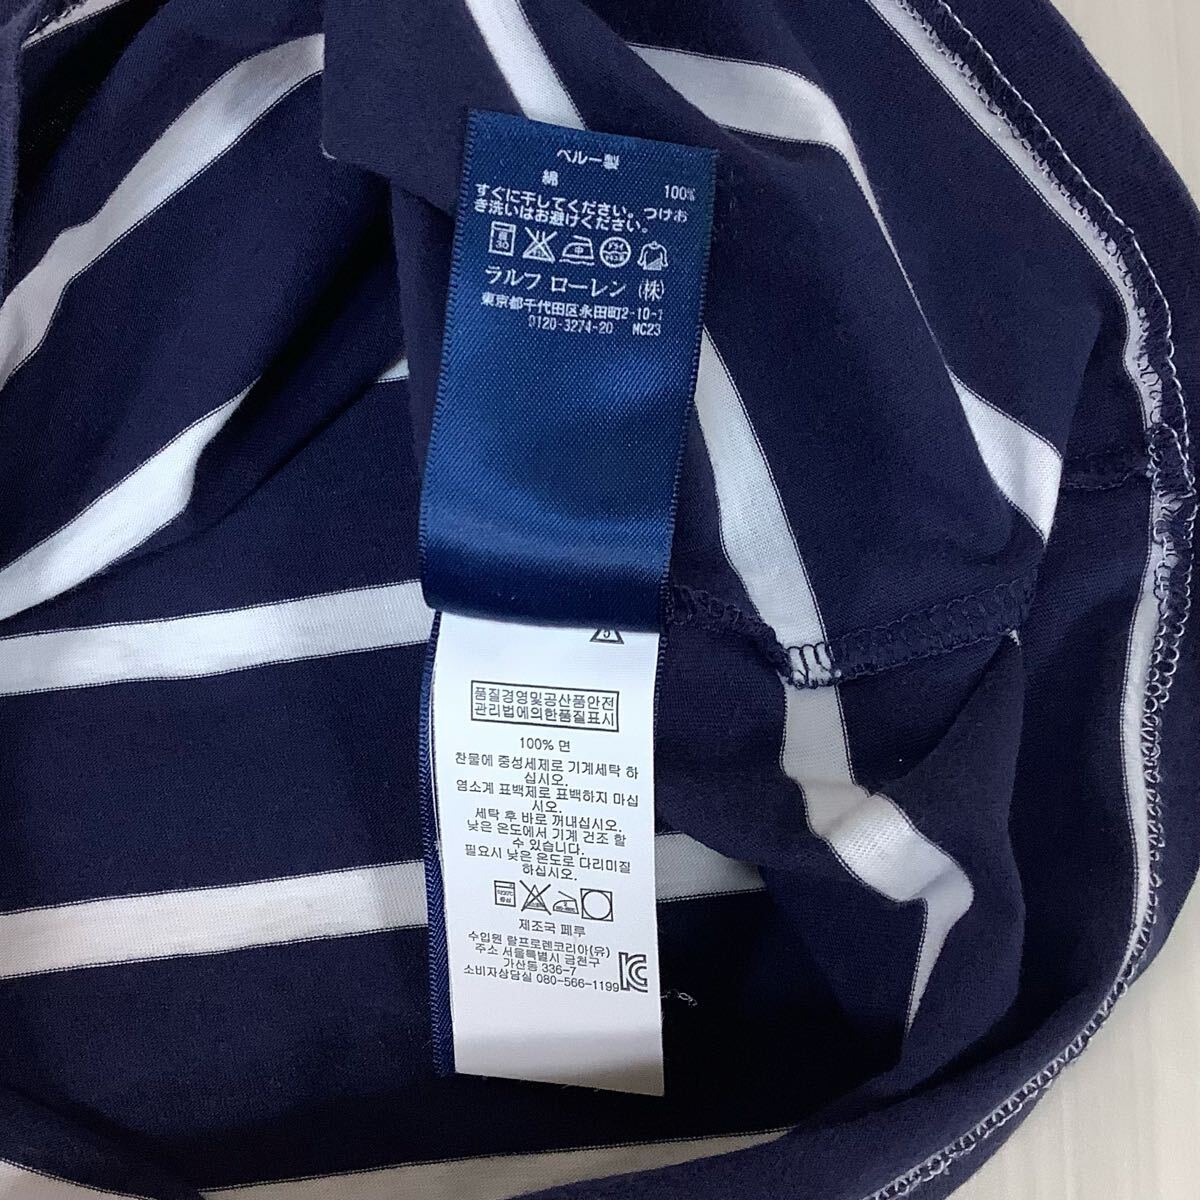 ペルー製
綿 100%
すぐに干してください。つけお
き洗いはお避けください。
30 中 ドライ
ラルフ ローレン (株)
東京都千代田区永田町2-10-1
0120-3274-20 MC23
품질경영및공산품안전
관리법에의한품질표시
100% 면
찬물에 중성세제로 기계세탁 하
십시오.
염소계 표백제로 표백하지 마십
시오.
세탁 후 바로 꺼내십시오.
낮은 온도에서 기계 건조 할
수 있습니다.
필요시 낮은 온도로 다리미질
하십시오.
제조국 페루
수입원 랄프로렌코리아(유)
주소 서울특별시 금천구
가산동 336-7
소비자상담실 080-566-1199